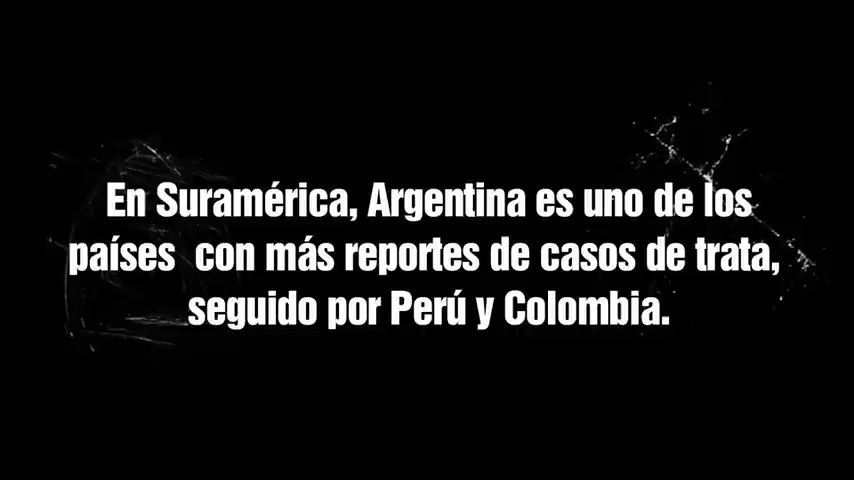 En Suramérica, Argentina es uno de los
países  con más reportes de casos de trata,
seguido por Perú y Colombia.